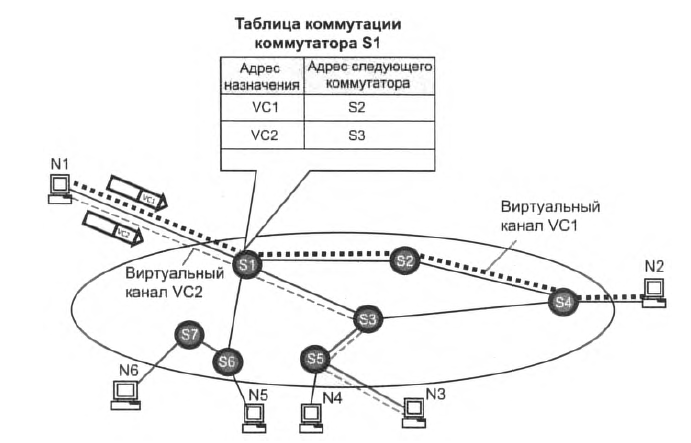 Таблица коммутации
коммутатора S1
Адрес назначения
Адрес следующего коммутатора
VC1
S2
VC2
S3
N1
VC1
VC2
Виртуальный
канал VC1
Виртуальный
канал VC2
S1
S2
N2
S4
S3
S7
S6
S5
N6
N5
N4
N3